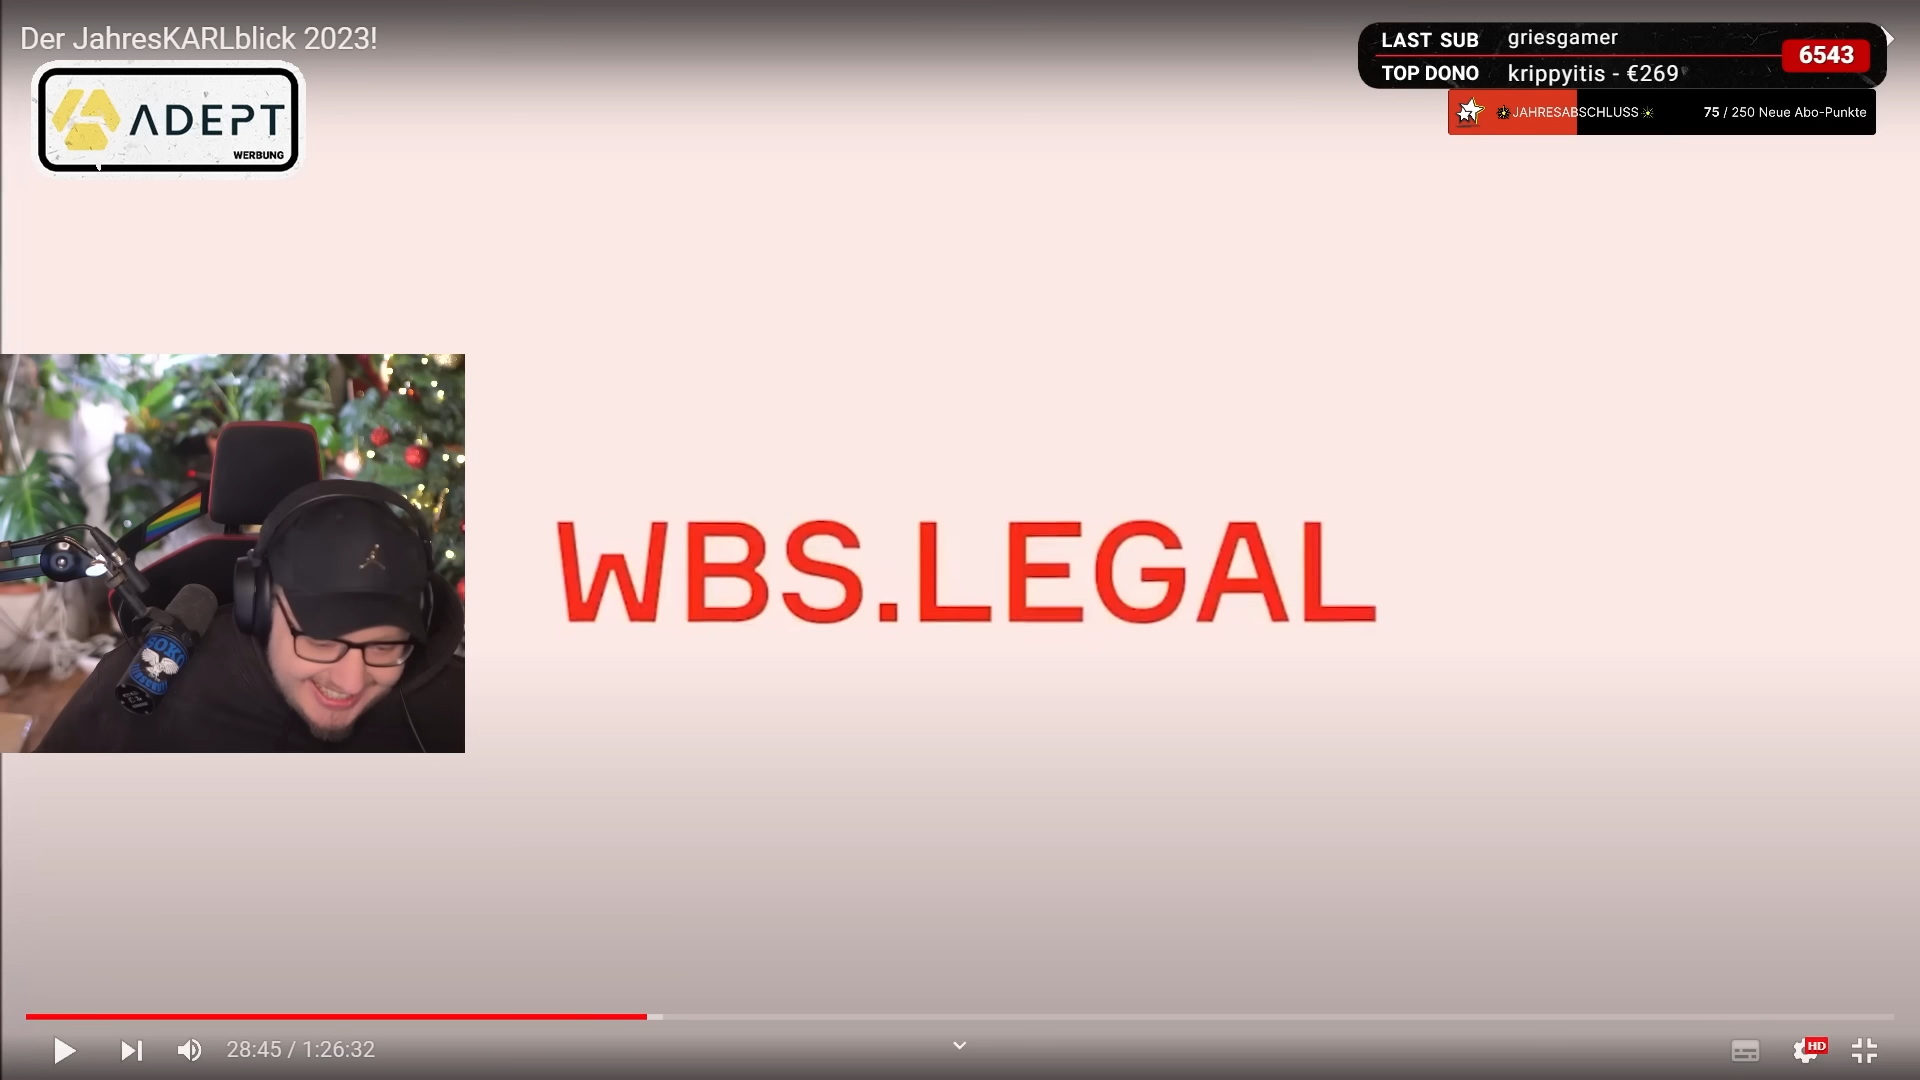 Der JahresKARLblick 2023!
ADEPT
WERBUNG
LAST SUB griesgamer
TOP DONO krippyitis - €269
6543
JAHRESABSCHLUSS 75 / 250 Neue Abo-Punkte
WBS.LEGAL
28:45 / 1:26:32
HD